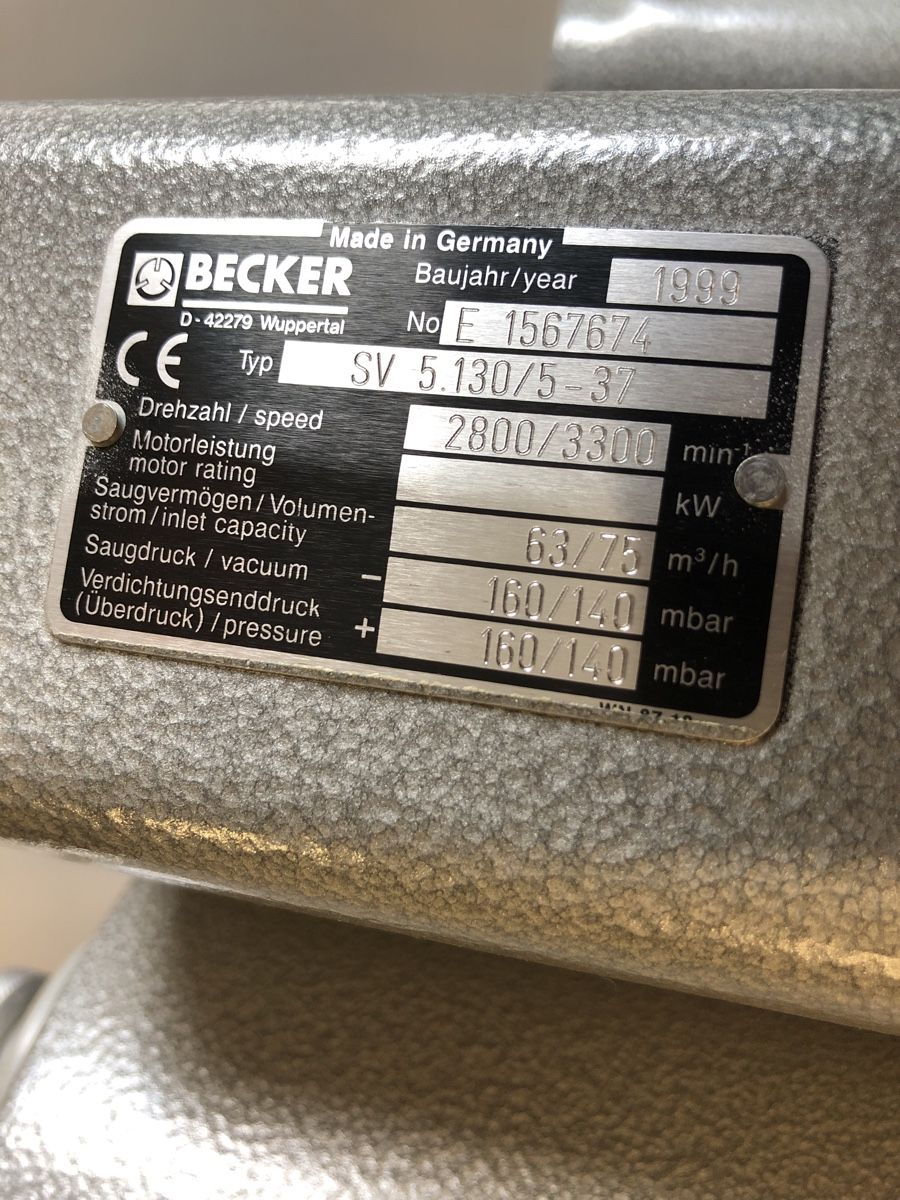 Made in Germany
BECKER
D-42279 Wuppertal
Baujahr/year 1999
No E 1567674
CE Typ SV 5.130/5-37
Drehzahl / speed 2800/3300 min-¹
Motorleistung
motor rating kW
Saugvermögen/Volumen-
strom/inlet capacity 63/75 m³/h
Saugdruck / vacuum - 160/140 mbar
Verdichtungsenddruck
(Überdruck)/pressure + 160/140 mbar